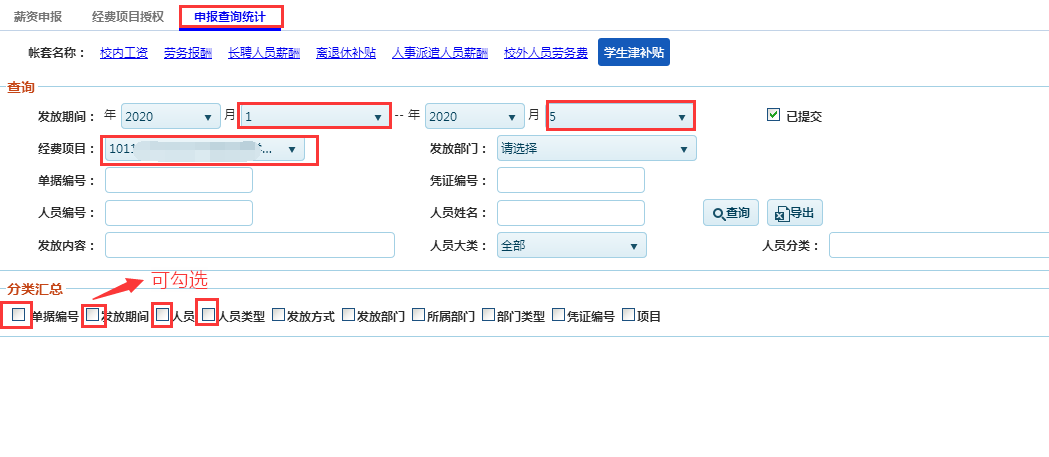 薪资申报 经费项目授权 申报查询统计
帐套名称： 校内工资 劳务报酬 长聘人员薪酬 离退休补贴 人事派遣人员薪酬 校外人员劳务费 学生津补贴
查询
发放期间： 年 2020 月 1 -- 年 2020 月 5 已提交
经费项目： 1011 ... 发放部门： 请选择
单据编号： 凭证编号：
人员编号： 人员姓名： 查询 导出
发放内容： 人员大类： 全部 人员分类：
分类汇总 可勾选
单据编号 发放期间 人员 人员类型 发放方式 发放部门 所属部门 部门类型 凭证编号 项目